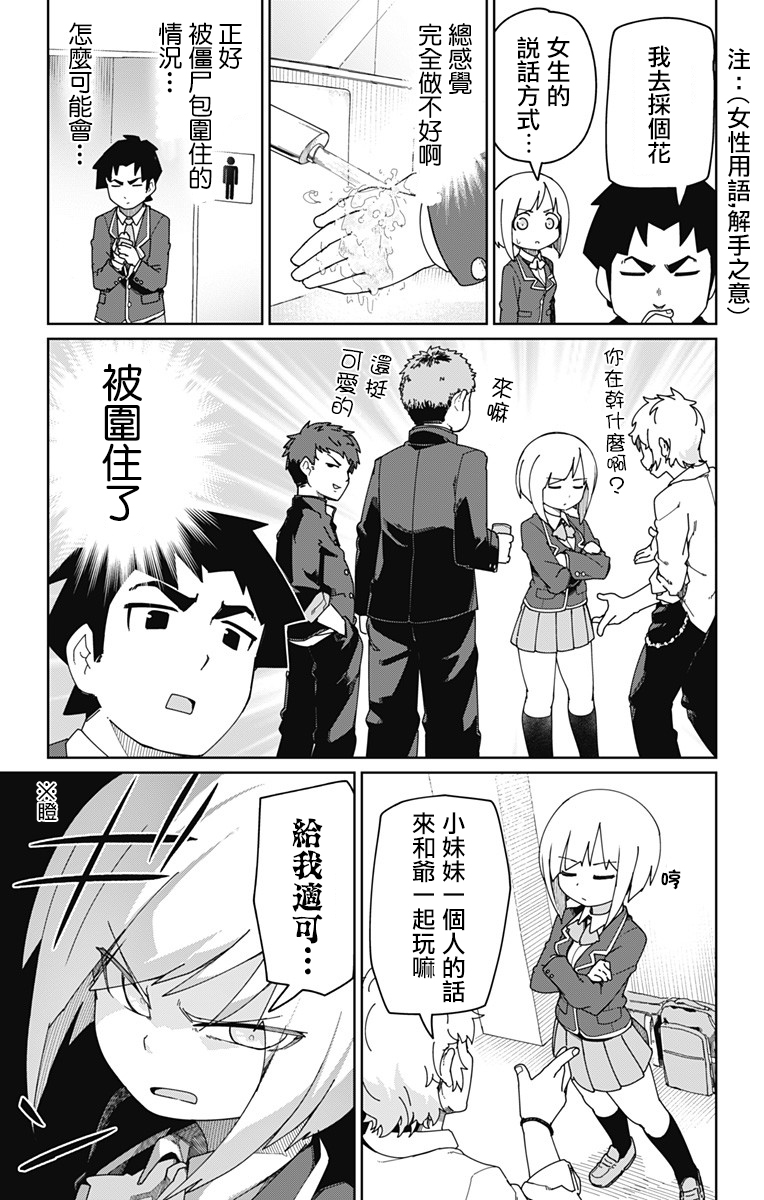 注：（女性用語，解手之意）
我去採個花
女生的
説話方式…
總感覺
完全做不好啊
正好
被僵尸包圍住的
情況…
怎麼可能會…
你在幹什麼啊？
來嘛
還挺
可愛的
被圍住了
哼
小妹妹一個人的話
來和爺一起玩嘛
給我適可…
※瞪